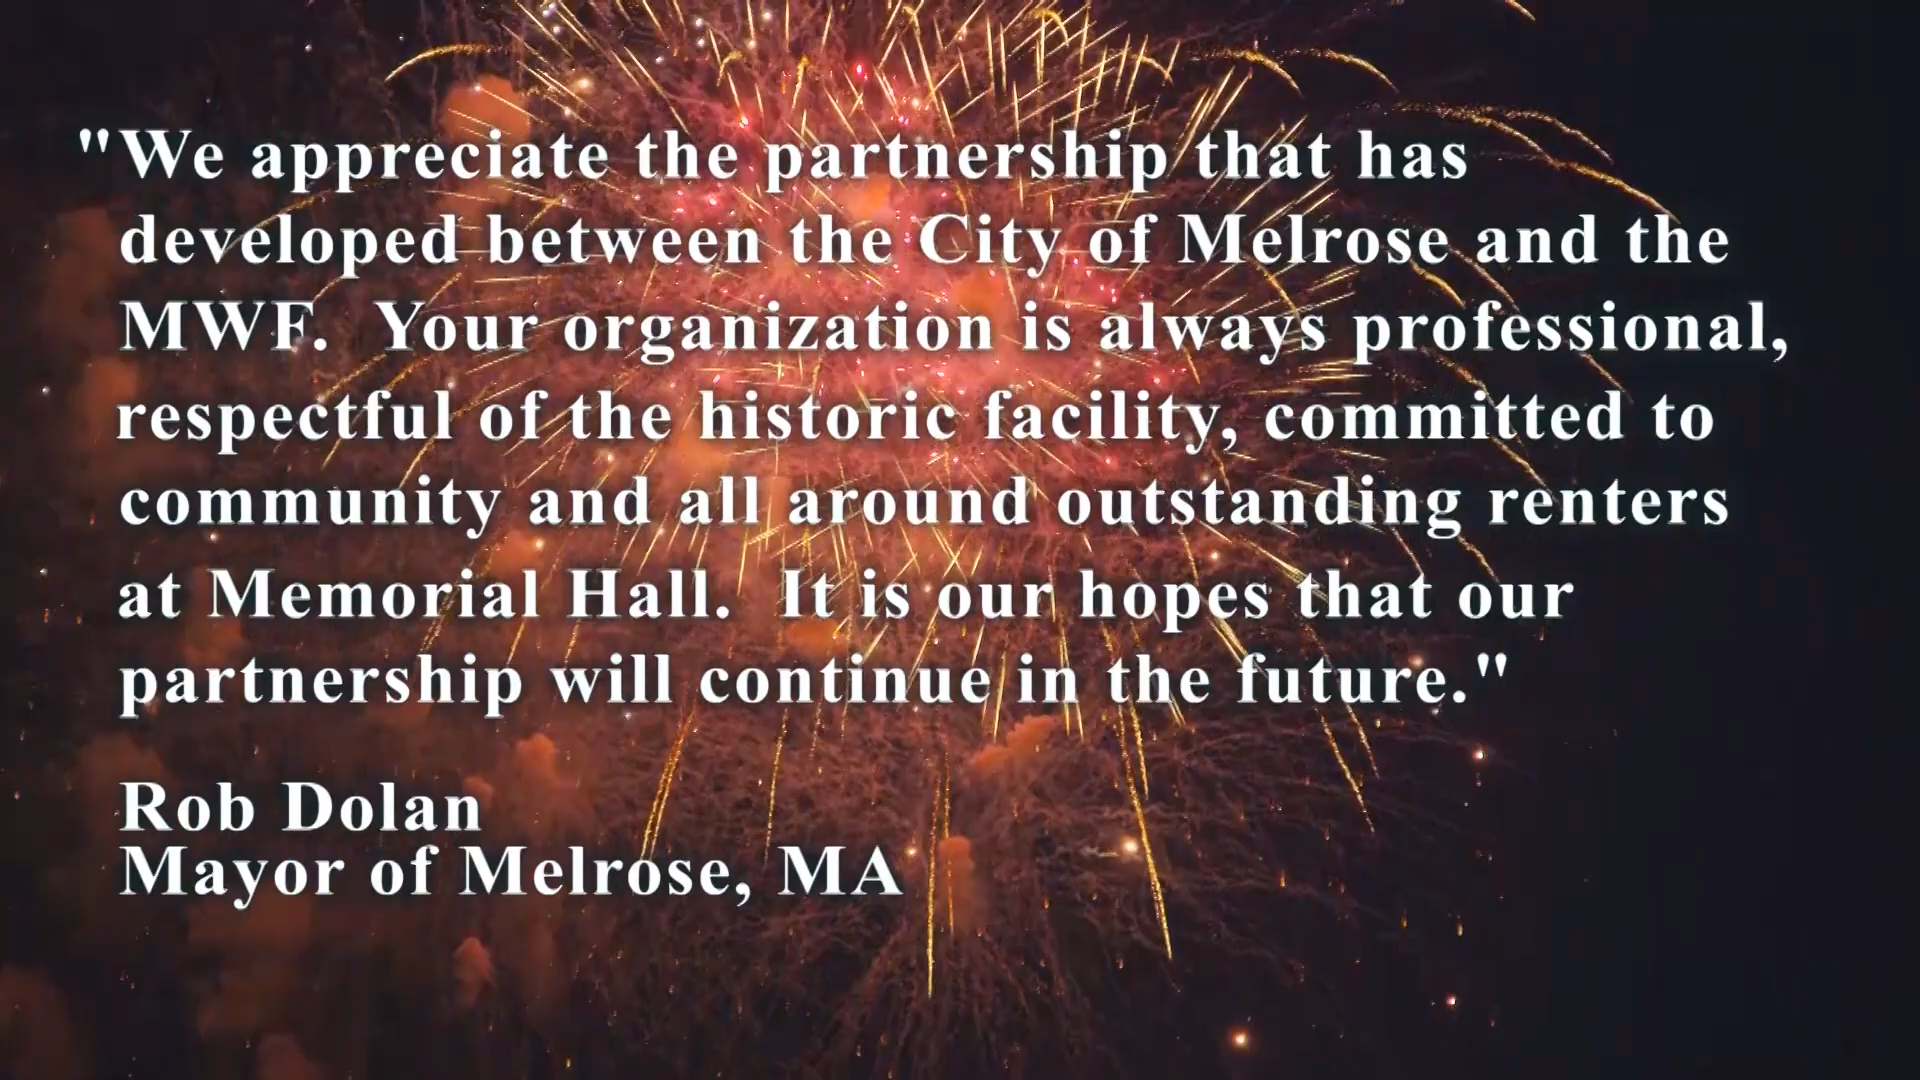 "We appreciate the partnership that has
developed between the City of Melrose and the
MWF.  Your organization is always professional,
respectful of the historic facility, committed to
community and all around outstanding renters
at Memorial Hall.  It is our hopes that our
partnership will continue in the future."
Rob Dolan
Mayor of Melrose, MA